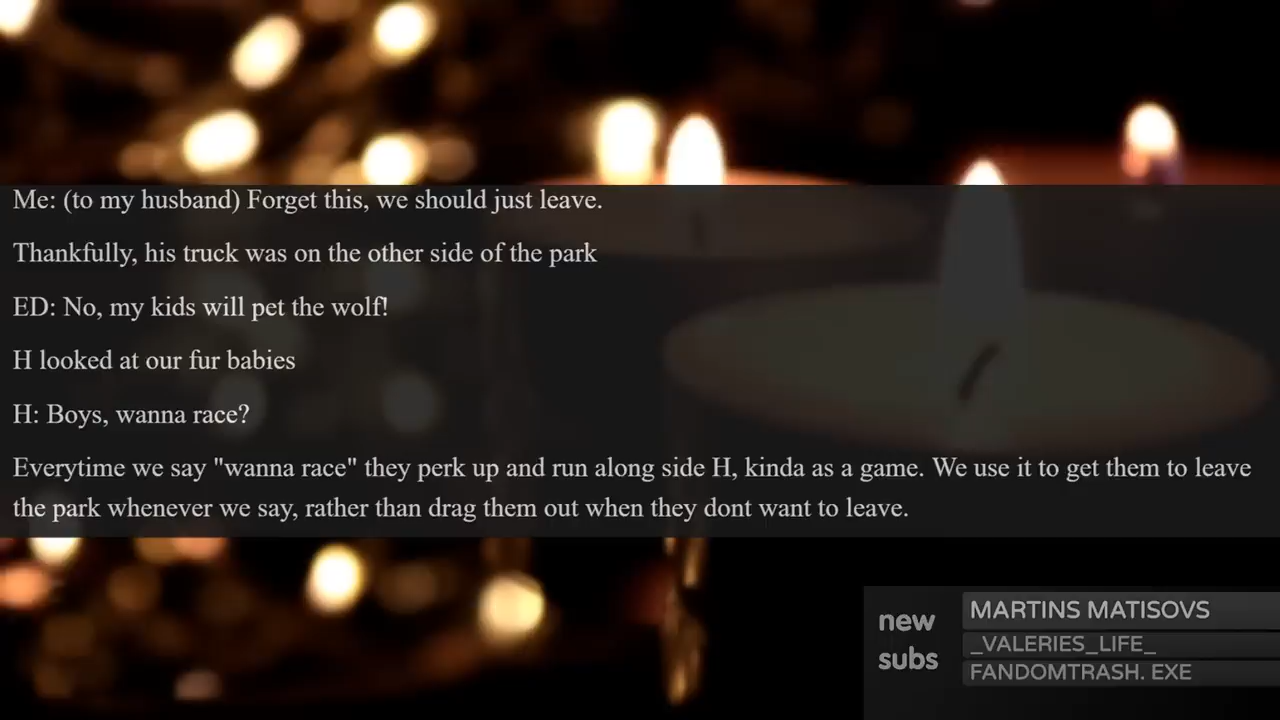 Me: (to my husband) Forget this, we should just leave.
Thankfully, his truck was on the other side of the park
ED: No, my kids will pet the wolf!
H looked at our fur babies
H: Boys, wanna race?
Everytime we say "wanna race" they perk up and run along side H, kinda as a game. We use it to get them to leave
the park whenever we say, rather than drag them out when they dont want to leave.
new
subs
MARTINS MATISOVS
_VALERIES_LIFE_
FANDOMTRASH. EXE